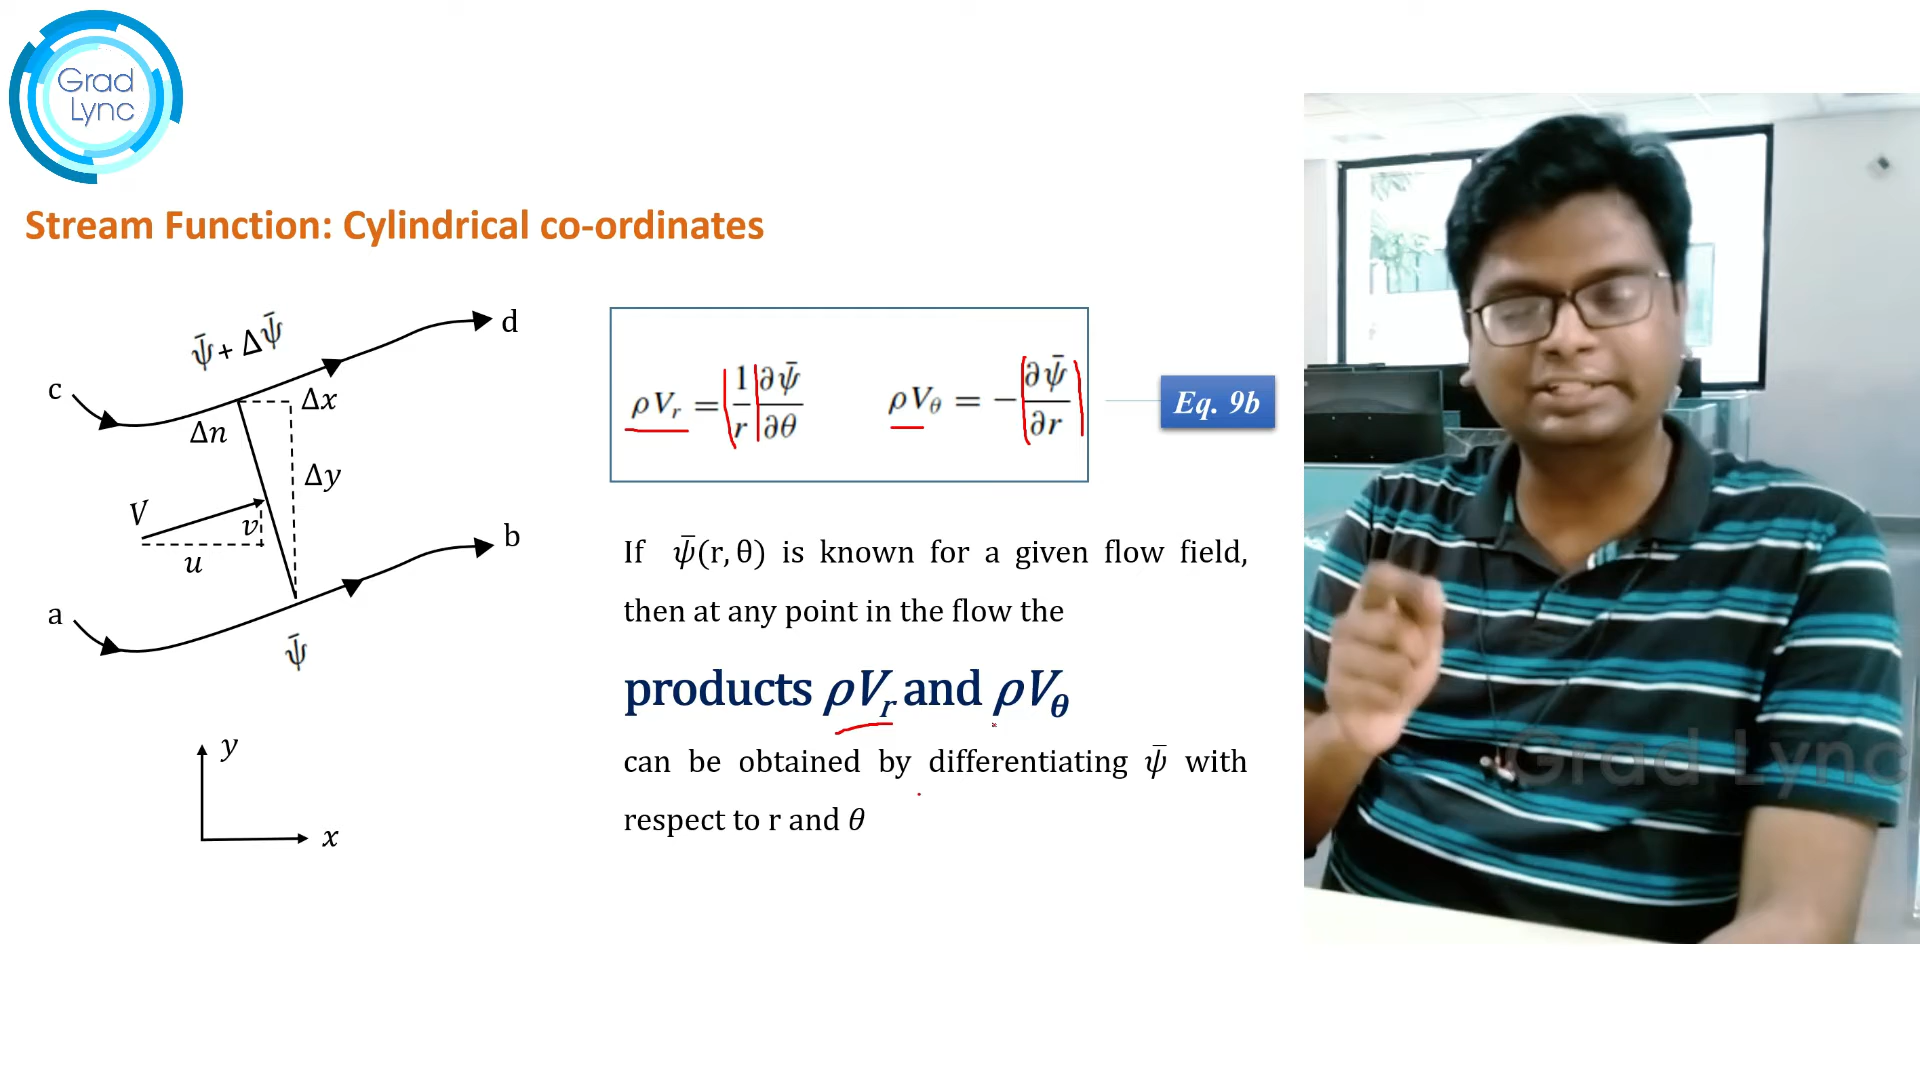 Grad
Lync
Stream Function: Cylindrical co-ordinates
ψ̄ + Δψ̄
d
c
Δx
Δn
Δy
V
v
u
b
a
ψ̄
y
x
ρV_r = (1/r) ∂ψ̄/∂θ   ρV_θ = − ∂ψ̄/∂r
Eq. 9b
If ψ̄(r, θ) is known for a given flow field,
then at any point in the flow the
products ρV_r and ρV_θ
can be obtained by differentiating ψ̄ with
respect to r and θ
Grad Lync